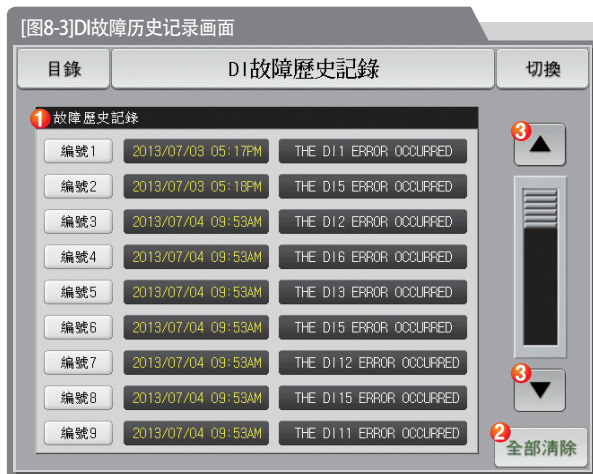 [图8-3]DI故障历史记录画面
目錄 DI故障歷史記錄 切換
1 故障歷史記錄
編號1 2013/07/03 05:17PM THE DI1 ERROR OCCURRED
編號2 2013/07/03 05:18PM THE DI5 ERROR OCCURRED
編號3 2013/07/04 09:53AM THE DI2 ERROR OCCURRED
編號4 2013/07/04 09:53AM THE DI6 ERROR OCCURRED
編號5 2013/07/04 09:53AM THE DI3 ERROR OCCURRED
編號6 2013/07/04 09:53AM THE DI5 ERROR OCCURRED
編號7 2013/07/04 09:53AM THE DI12 ERROR OCCURRED
編號8 2013/07/04 09:53AM THE DI15 ERROR OCCURRED
編號9 2013/07/04 09:53AM THE DI11 ERROR OCCURRED
3 ▲
3 ▼
2 全部清除